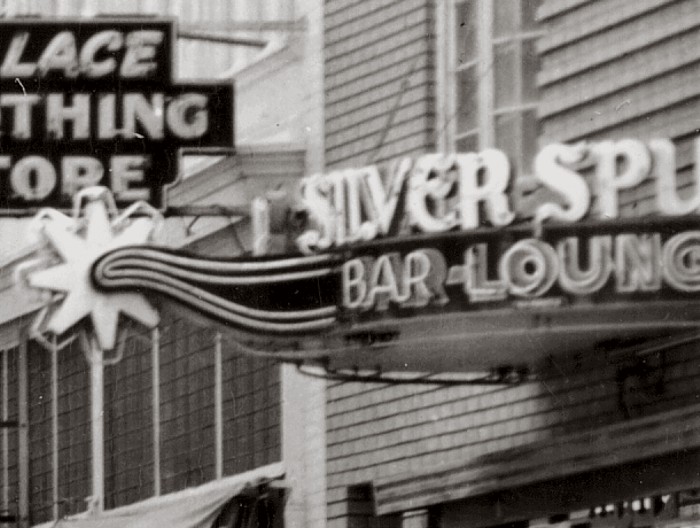 LACE
THING
TORE
SILVER SPU
BAR-LOUNG